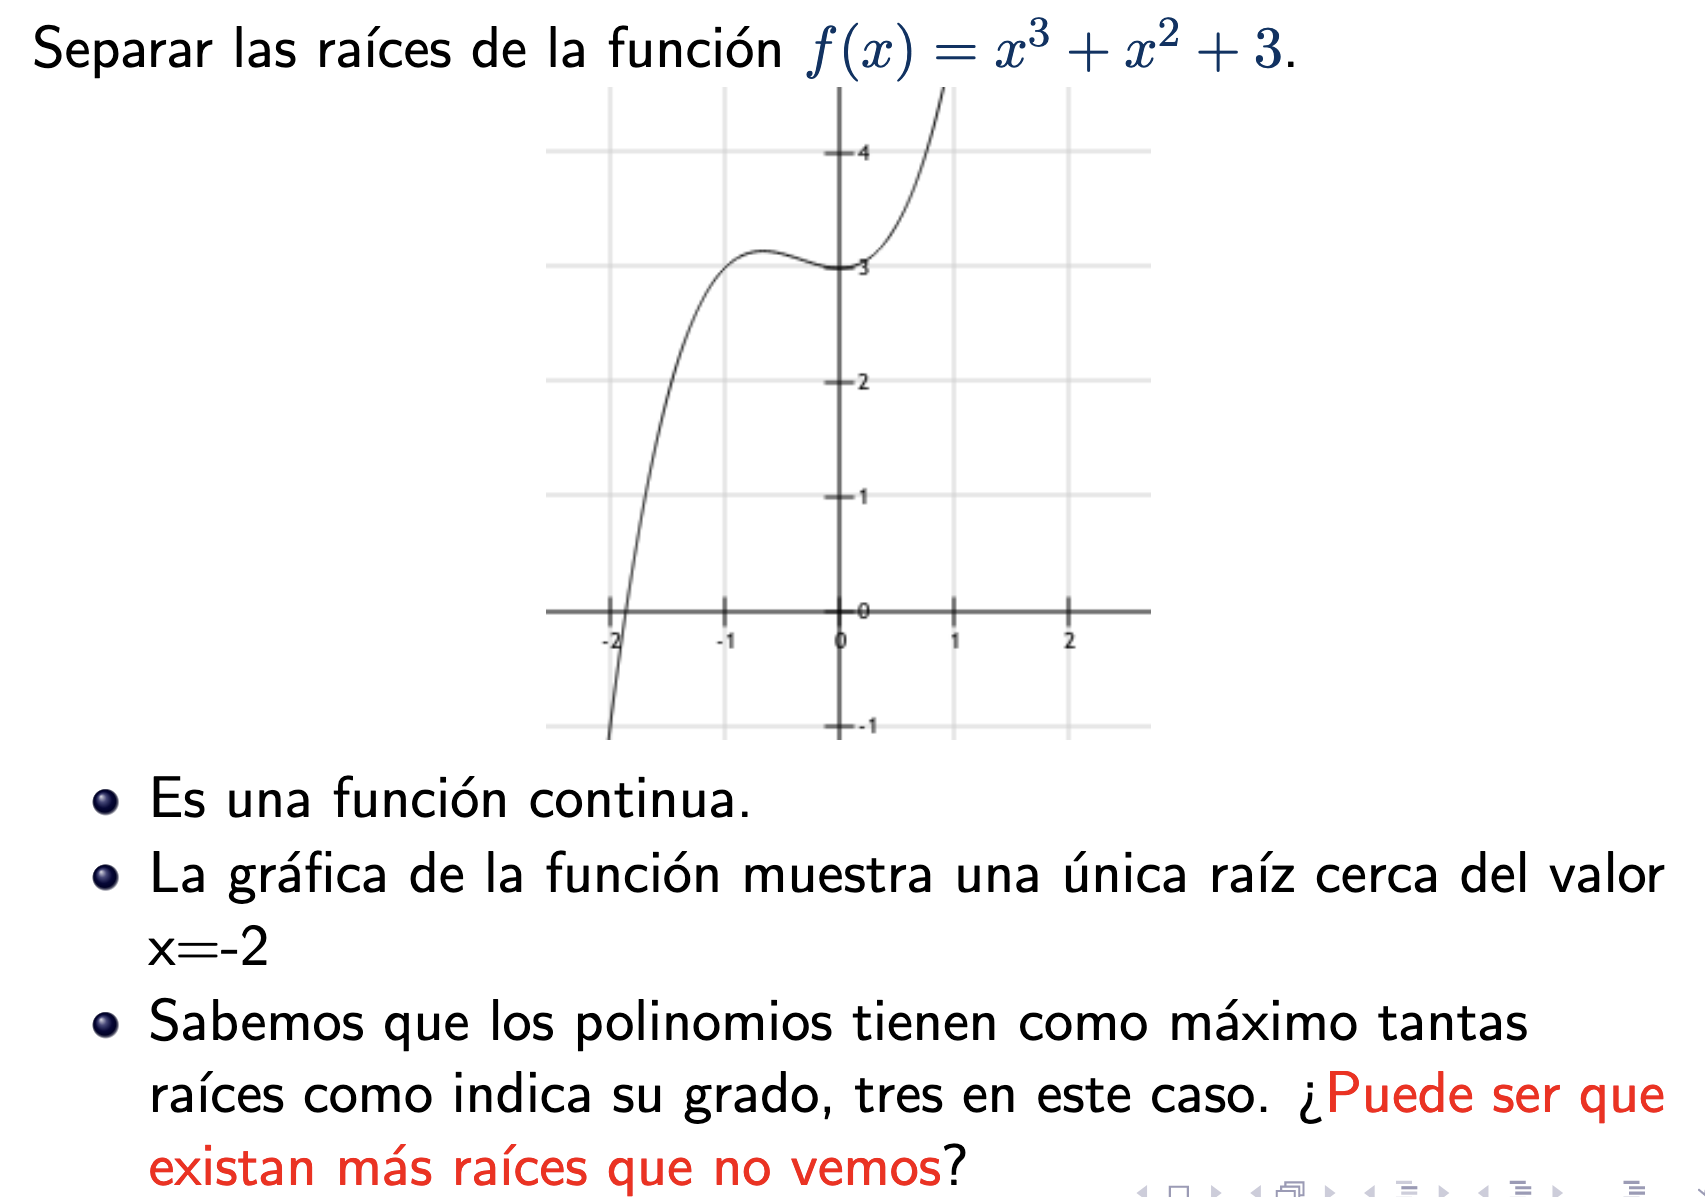 Separar las raíces de la función f(x) = x³ + x² + 3.
4
3
2
1
0
-2 -1 0 1 2
-1
Es una función continua.
La gráfica de la función muestra una única raíz cerca del valor
x=-2
Sabemos que los polinomios tienen como máximo tantas
raíces como indica su grado, tres en este caso. ¿Puede ser que
existan más raíces que no vemos?